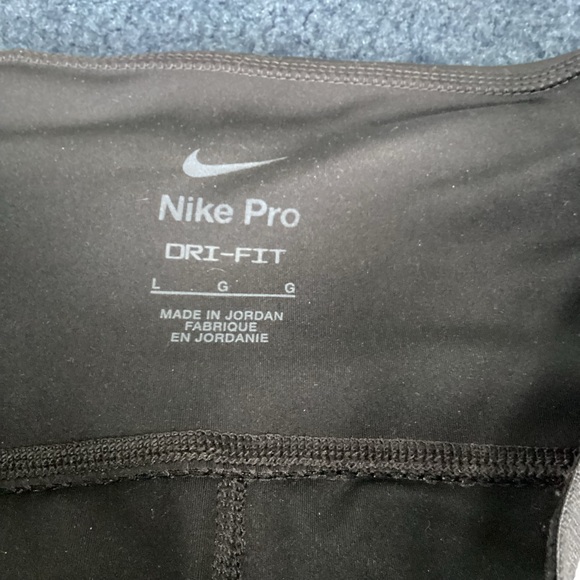 Nike Pro
DRI-FIT
L G G
MADE IN JORDAN
FABRIQUE
EN JORDANIE